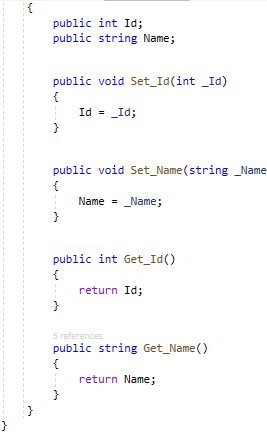 {
public int Id;
public string Name;
public void Set_Id(int _Id)
{
Id = _Id;
}
public void Set_Name(string _Name
{
Name = _Name;
}
public int Get_Id()
{
return Id;
}
5 references
public string Get_Name()
{
return Name;
}
}
}